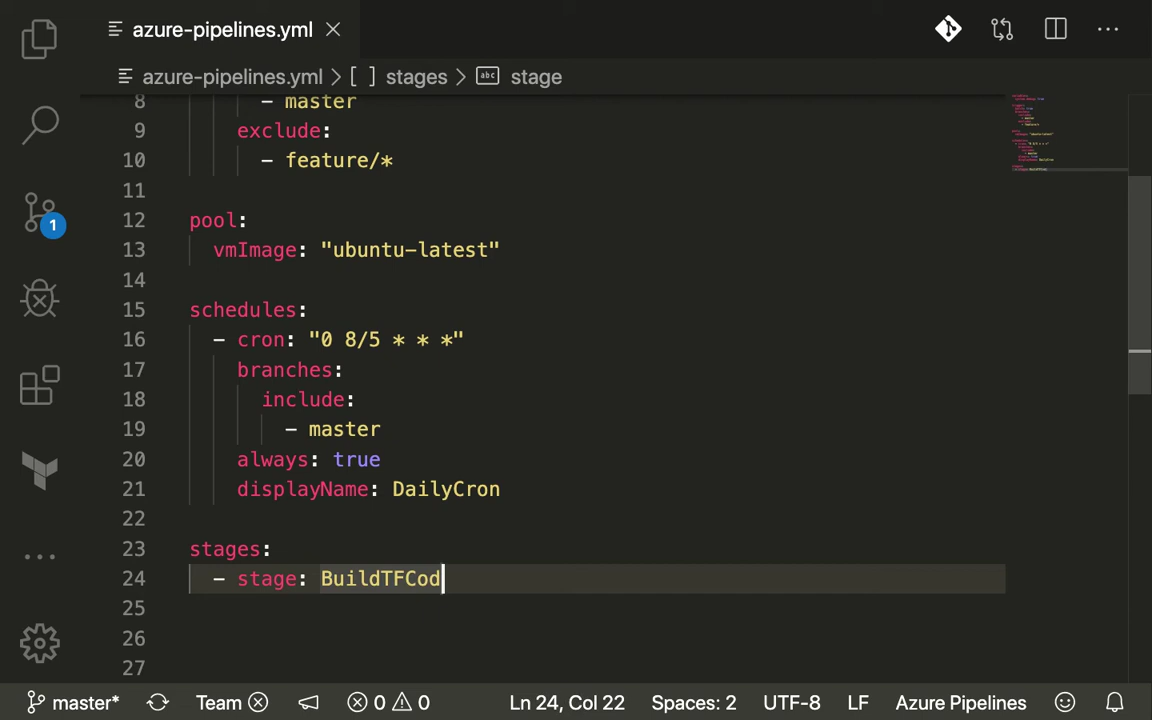 azure-pipelines.yml
azure-pipelines.yml > [ ] stages > abc stage
8 - master
9 exclude:
10 - feature/*
11
12 pool:
13 vmImage: "ubuntu-latest"
14
15 schedules:
16 - cron: "0 8/5 * * *"
17 branches:
18 include:
19 - master
20 always: true
21 displayName: DailyCron
22
23 stages:
24 - stage: BuildTFCod
25
26
27
1
master* Team 0 0 Ln 24, Col 22 Spaces: 2 UTF-8 LF Azure Pipelines